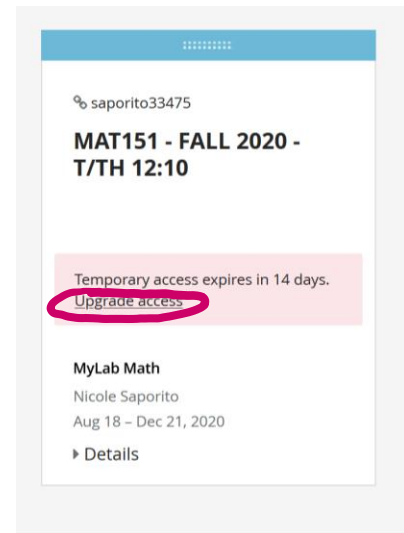 saporito33475
MAT151 - FALL 2020 -
T/TH 12:10
Temporary access expires in 14 days.
Upgrade access
MyLab Math
Nicole Saporito
Aug 18 – Dec 21, 2020
Details